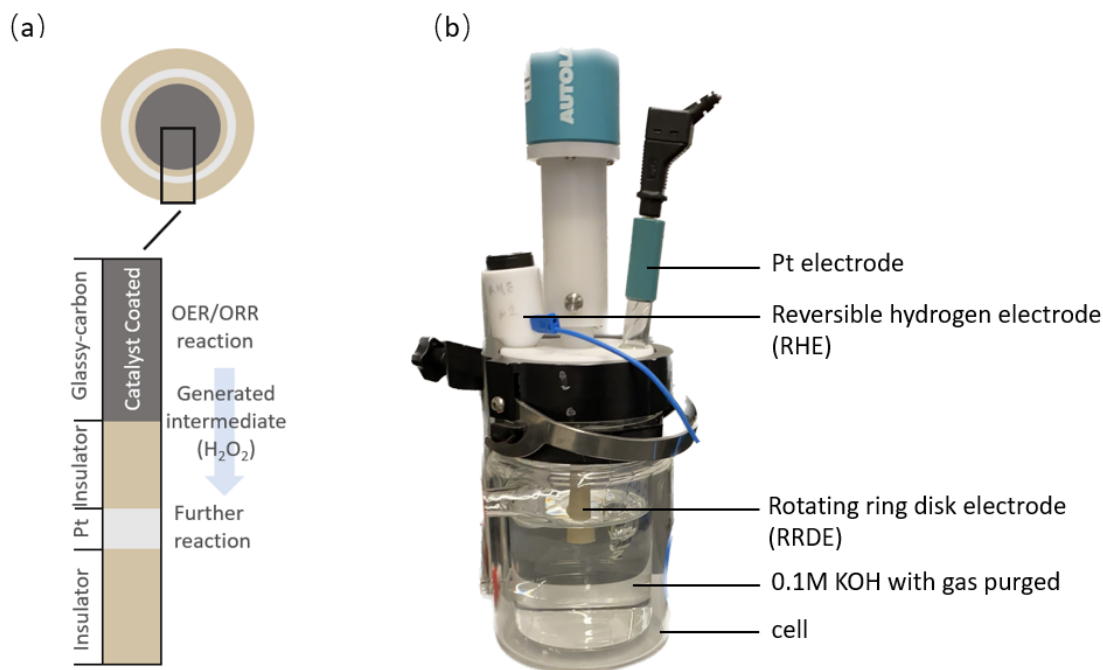 (a)
Glassy-carbon
Catalyst Coated
OER/ORR
reaction
Generated
intermediate
(H₂O₂)
Insulator
Pt
Further
reaction
Insulator
(b)
AUTOLA
Pt electrode
Reversible hydrogen electrode
(RHE)
Rotating ring disk electrode
(RRDE)
0.1M KOH with gas purged
cell